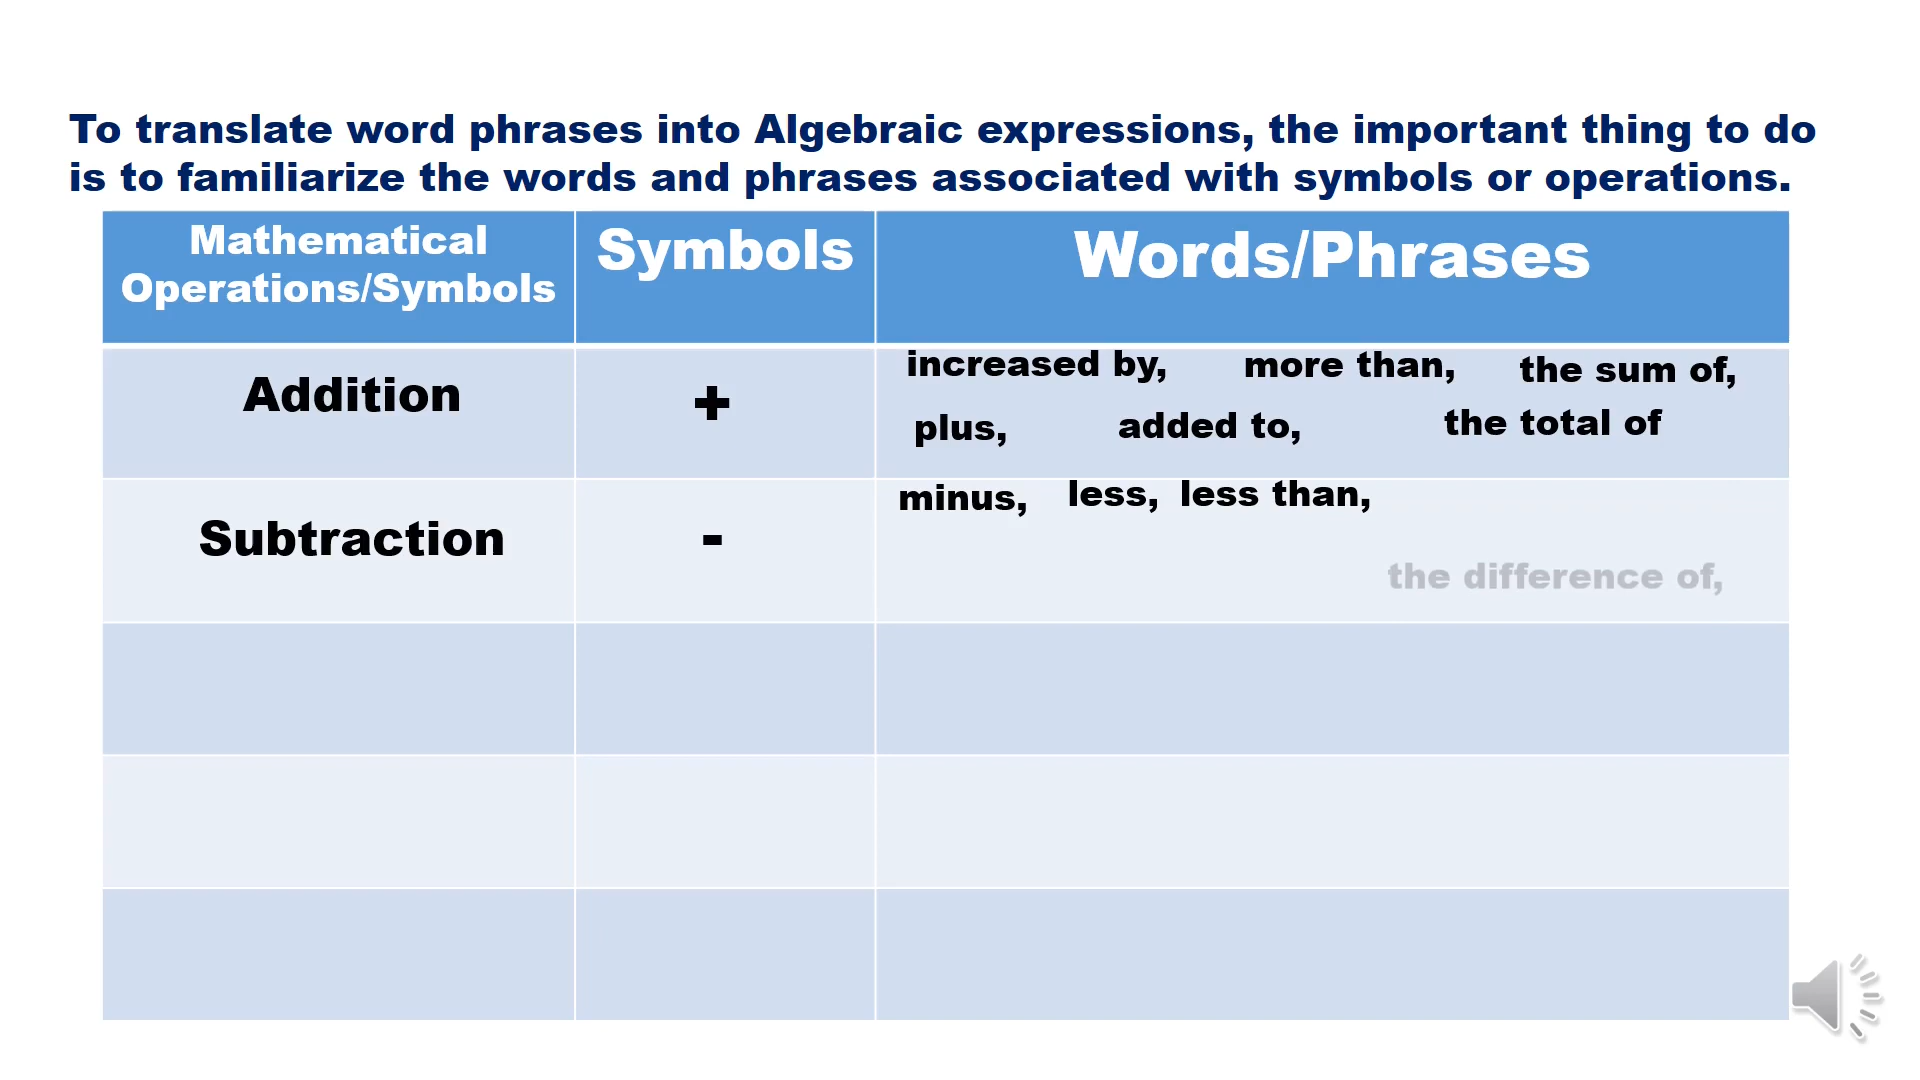 To translate word phrases into Algebraic expressions, the important thing to do
is to familiarize the words and phrases associated with symbols or operations.
Mathematical
Operations/Symbols
Symbols
Words/Phrases
Addition
+
increased by, more than, the sum of,
plus, added to, the total of
Subtraction
-
minus, less, less than,
the difference of,